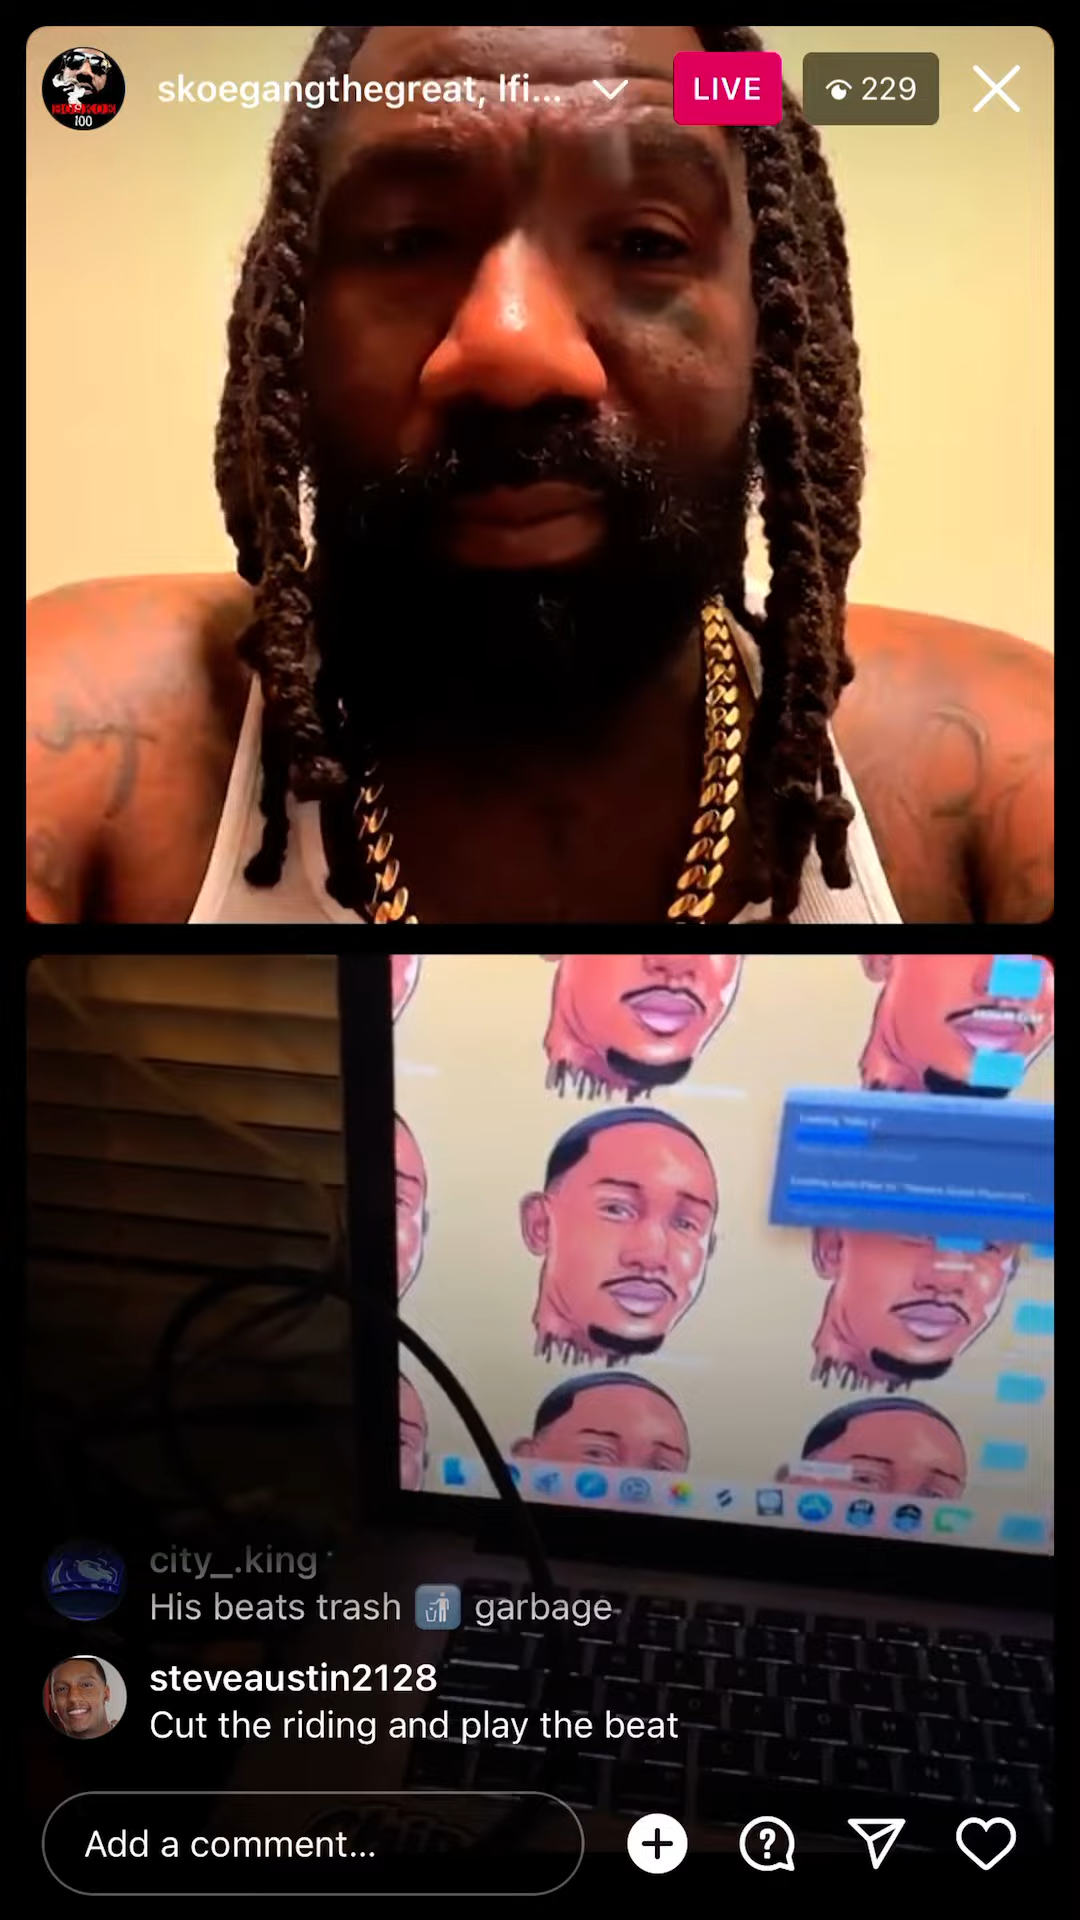 skoegangthegreat, lfi...
LIVE
229
100
city_.king
His beats trash 🚮 garbage
steveaustin2128
Cut the riding and play the beat
Add a comment...